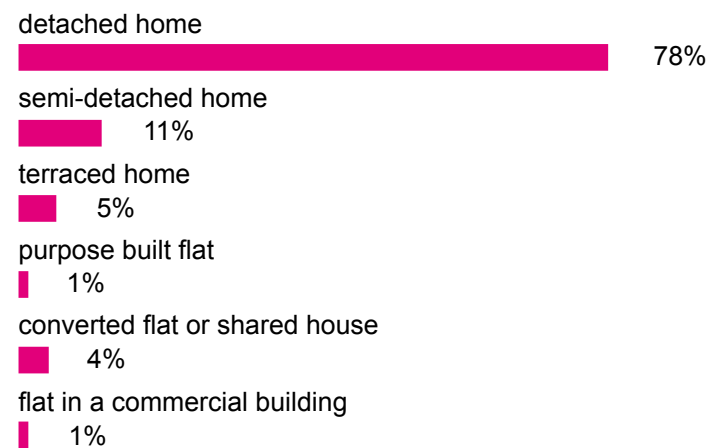 detached home
78%
semi-detached home
11%
terraced home
5%
purpose built flat
1%
converted flat or shared house
4%
flat in a commercial building
1%